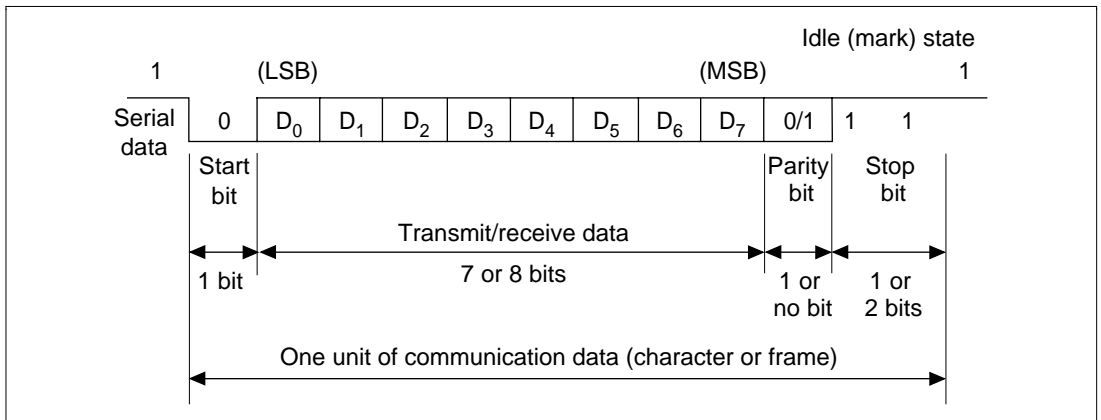 Idle (mark) state
1 (LSB) (MSB) 1
Serial data 0 D0 D1 D2 D3 D4 D5 D6 D7 0/1 1 1
Start bit
Parity bit
Stop bit
Transmit/receive data
1 bit
7 or 8 bits
1 or no bit
1 or 2 bits
One unit of communication data (character or frame)